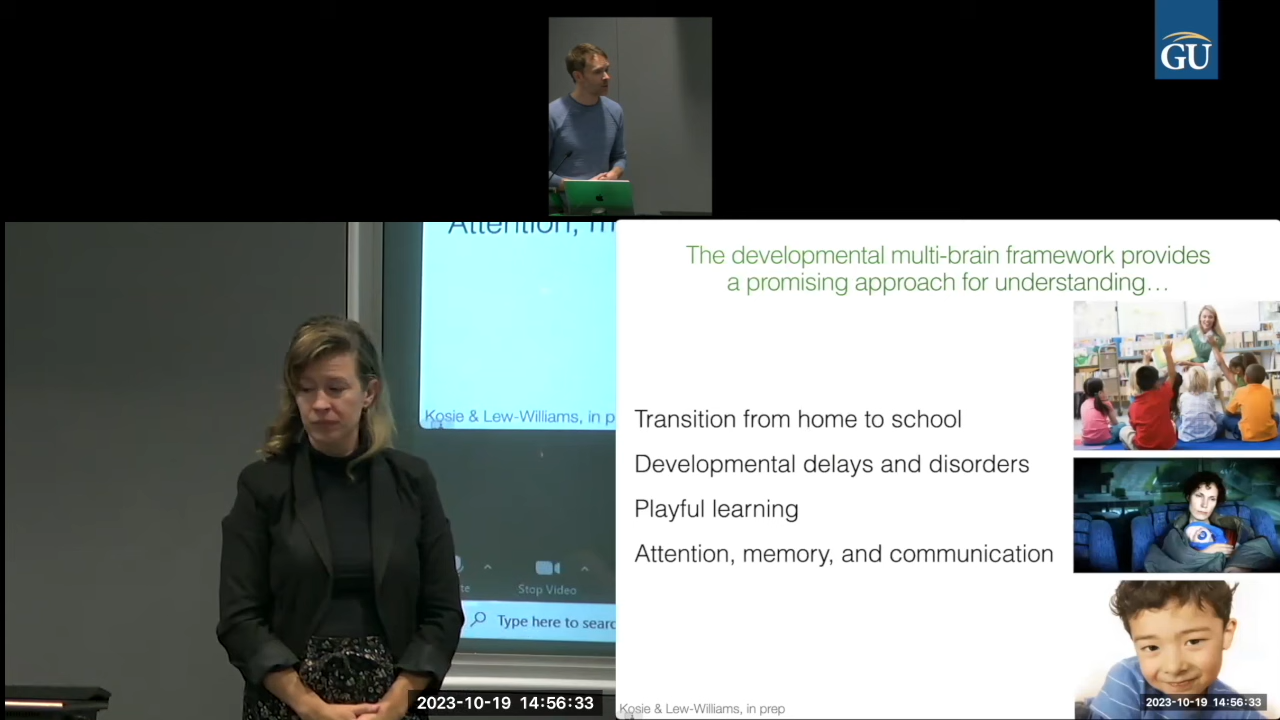 GU
Attention, m
Kosie & Lew-Williams, in p
te
Stop Video
Type here to searc
2023-10-19 14:56:33
The developmental multi-brain framework provides
a promising approach for understanding…
Transition from home to school
Developmental delays and disorders
Playful learning
Attention, memory, and communication
Kosie & Lew-Williams, in prep
2023-10-19 14:56:33